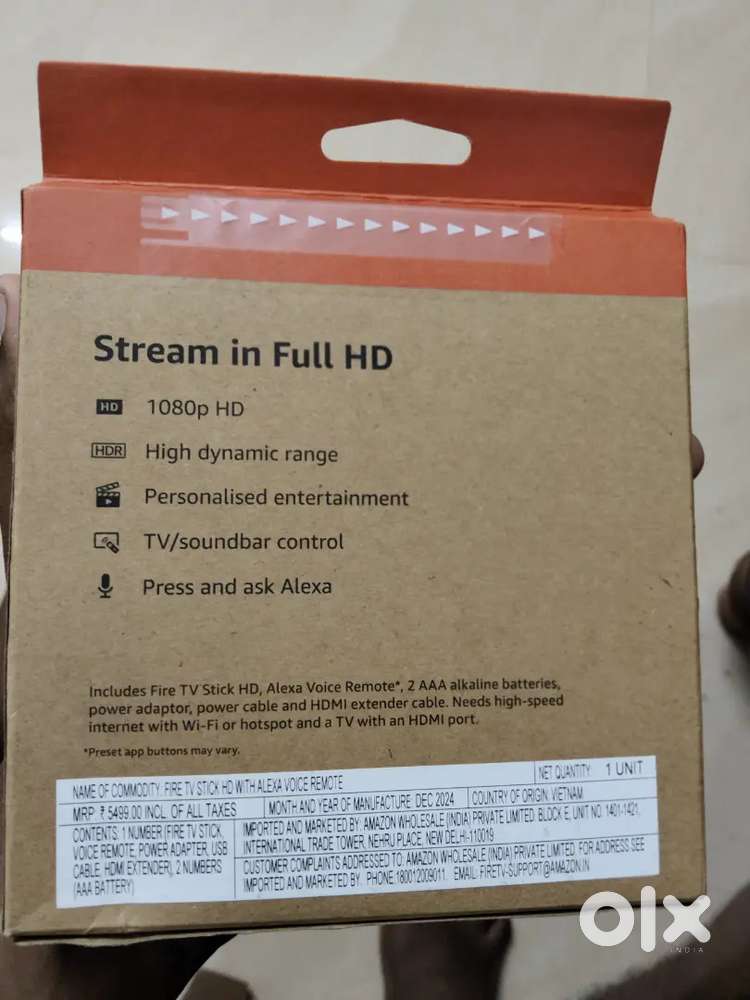 Stream in Full HD
HD 1080p HD
HDR High dynamic range
Personalised entertainment
TV/soundbar control
Press and ask Alexa
Includes Fire TV Stick HD, Alexa Voice Remote*, 2 AAA alkaline batteries,
power adaptor, power cable and HDMI extender cable. Needs high-speed
internet with Wi-Fi or hotspot and a TV with an HDMI port.
*Preset app buttons may vary.
NAME OF COMMODITY: FIRE TV STICK HD WITH ALEXA VOICE REMOTE
NET QUANTITY: 1 UNIT
MRP: ₹ 5499.00 INCL. OF ALL TAXES
MONTH AND YEAR OF MANUFACTURE: DEC 2024
COUNTRY OF ORIGIN: VIETNAM
CONTENTS: 1 NUMBER (FIRE TV STICK,
VOICE REMOTE, POWER ADAPTER, USB
CABLE, HDMI EXTENDER), 2 NUMBERS
(AAA BATTERY)
IMPORTED AND MARKETED BY: AMAZON WHOLESALE (INDIA) PRIVATE LIMITED. BLOCK E, UNIT NO. 1401-1421,
INTERNATIONAL TRADE TOWER, NEHRU PLACE, NEW DELHI-110019
CUSTOMER COMPLAINTS ADDRESSED TO: AMAZON WHOLESALE (INDIA) PRIVATE LIMITED. FOR ADDRESS SEE
IMPORTED AND MARKETED BY. PHONE:180012009011. EMAIL: FIRETV-SUPPORT@AMAZON.IN
olx
INDIA